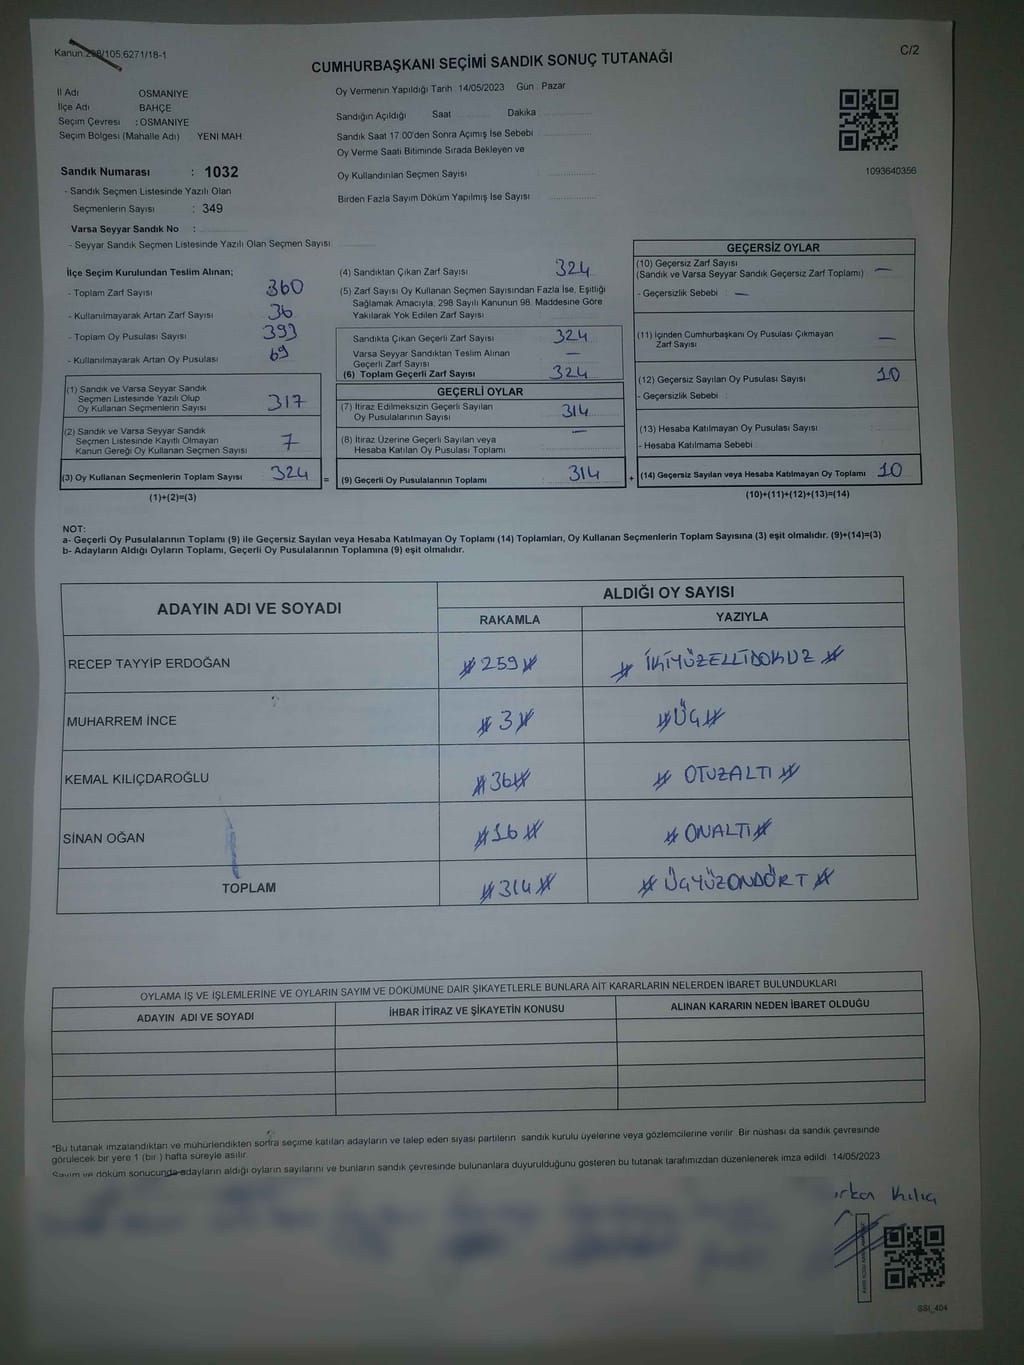 Kanun:298/105.6271/18-1
C/2
CUMHURBAŞKANI SEÇİMİ SANDIK SONUÇ TUTANAĞI
İl Adı OSMANİYE
İlçe Adı BAHÇE
Seçim Çevresi : OSMANİYE
Seçim Bölgesi (Mahalle Adı) YENİ MAH
Sandık Numarası : 1032
- Sandık Seçmen Listesinde Yazılı Olan
Seçmenlerin Sayısı : 349
Varsa Seyyar Sandık No :
- Seyyar Sandık Seçmen Listesinde Yazılı Olan Seçmen Sayısı
Oy Vermenin Yapıldığı Tarih 14/05/2023 Gün : Pazar
Sandığın Açıldığı Saat Dakika
Sandık Saat 17.00'den Sonra Açımış İse Sebebi
Oy Verme Saati Bitiminde Sırada Bekleyen ve
Oy Kullandırılan Seçmen Sayısı :
Birden Fazla Sayım Döküm Yapılmış İse Sayısı
1093640356
İlçe Seçim Kurulundan Teslim Alınan;
- Toplam Zarf Sayısı 360
- Kullanılmayarak Artan Zarf Sayısı 36
- Toplam Oy Pusulası Sayısı 393
- Kullanılmayarak Artan Oy Pusulası 69
(1) Sandık ve Varsa Seyyar Sandık
Seçmen Listesinde Yazılı Olup
Oy Kullanan Seçmenlerin Sayısı 317
(2) Sandık ve Varsa Seyyar Sandık
Seçmen Listesinde Kayıtlı Olmayan
Kanun Gereği Oy Kullanan Seçmen Sayısı 7
(3) Oy Kullanan Seçmenlerin Toplam Sayısı 324 =
(1)+(2)=(3)
(4) Sandıktan Çıkan Zarf Sayısı 324
(5) Zarf Sayısı Oy Kullanan Seçmen Sayısından Fazla İse, Eşitliği
Sağlamak Amacıyla, 298 Sayılı Kanunun 98. Maddesine Göre
Yakılarak Yok Edilen Zarf Sayısı
Sandıkta Çıkan Geçerli Zarf Sayısı 324
Varsa Seyyar Sandıktan Teslim Alınan
Geçerli Zarf Sayısı —
(6) Toplam Geçerli Zarf Sayısı 324
GEÇERLİ OYLAR
(7) İtiraz Edilmeksizin Geçerli Sayılan
Oy Pusulalarının Sayısı 314
(8) İtiraz Üzerine Geçerli Sayılan veya —
Hesaba Katılan Oy Pusulası Toplamı
(9) Geçerli Oy Pusulalarının Toplamı 314 +
GEÇERSİZ OYLAR
(10) Geçersiz Zarf Sayısı
(Sandık ve Varsa Seyyar Sandık Geçersiz Zarf Toplamı) —
- Geçersizlik Sebebi : —
(11) İçinden Cumhurbaşkanı Oy Pusulası Çıkmayan
Zarf Sayısı —
(12) Geçersiz Sayılan Oy Pusulası Sayısı 10
- Geçersizlik Sebebi
(13) Hesaba Katılmayan Oy Pusulası Sayısı
- Hesaba Katılmama Sebebi
(14) Geçersiz Sayılan veya Hesaba Katılmayan Oy Toplamı 10
(10)+(11)+(12)+(13)=(14)
NOT:
a- Geçerli Oy Pusulalarının Toplamı (9) ile Geçersiz Sayılan veya Hesaba Katılmayan Oy Toplamı (14) Toplamları, Oy Kullanan Seçmenlerin Toplam Sayısına (3) eşit olmalıdır. (9)+(14)=(3)
b- Adayların Aldığı Oyların Toplamı, Geçerli Oy Pusulalarının Toplamına (9) eşit olmalıdır.
ADAYIN ADI VE SOYADI
ALDIĞI OY SAYISI
RAKAMLA YAZIYLA
RECEP TAYYİP ERDOĞAN #259# # İKİYÜZELLİDOKUZ #
MUHARREM İNCE #3# #ÜÇ#
KEMAL KILIÇDAROĞLU #36# # OTUZALTI #
SİNAN OĞAN #16# # ONALTI #
TOPLAM #314# # ÜÇYÜZONDÖRT #
OYLAMA İŞ VE İŞLEMLERİNE VE OYLARIN SAYIM VE DÖKÜMÜNE DAİR ŞİKAYETLERLE BUNLARA AİT KARARLARIN NELERDEN İBARET BULUNDUKLARI
ADAYIN ADI VE SOYADI İHBAR İTİRAZ VE ŞİKAYETİN KONUSU ALINAN KARARIN NEDEN İBARET OLDUĞU
*Bu tutanak imzalandıktan ve mühürlendikten sonra seçime katılan adayların ve talep eden siyasi partilerin sandık kurulu üyelerine veya gözlemcilerine verilir. Bir nüshası da sandık çevresinde
görülecek bir yere 1 (bir) hafta süreyle asılır.
Sayım ve döküm sonucunda adayların aldığı oyların sayılarını ve bunların sandık çevresinde bulunanlara duyurulduğunu gösteren bu tutanak tarafımızdan düzenlenerek imza edildi 14/05/2023
Kılıç
SSI_404